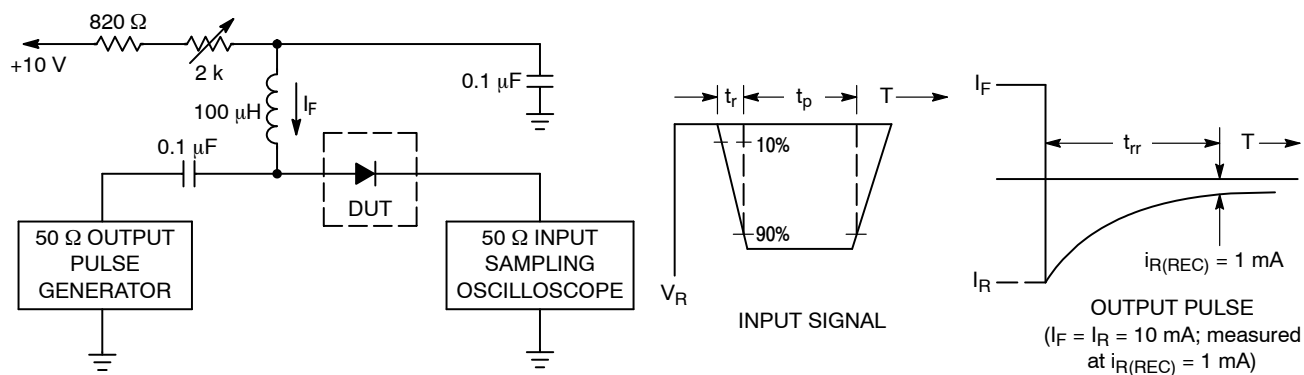 820 Ω
+10 V
2 k
100 µH
I_F
0.1 µF
0.1 µF
DUT
50 Ω OUTPUT
PULSE
GENERATOR
50 Ω INPUT
SAMPLING
OSCILLOSCOPE
t_r
t_p
T
10%
90%
V_R
INPUT SIGNAL
I_F
t_rr
T
I_R
i_R(REC) = 1 mA
OUTPUT PULSE
(I_F = I_R = 10 mA; measured
at i_R(REC) = 1 mA)